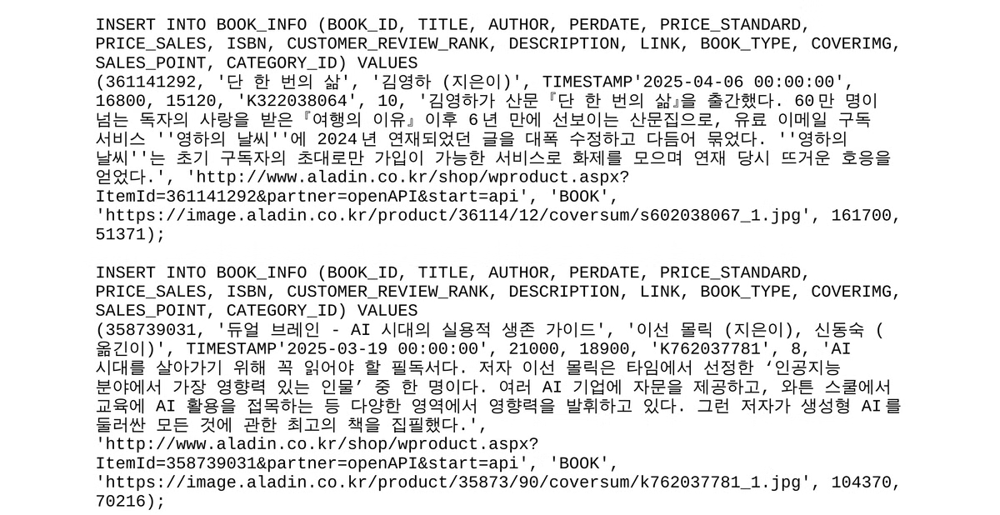 INSERT INTO BOOK_INFO (BOOK_ID, TITLE, AUTHOR, PERDATE, PRICE_STANDARD,
PRICE_SALES, ISBN, CUSTOMER_REVIEW_RANK, DESCRIPTION, LINK, BOOK_TYPE, COVERIMG,
SALES_POINT, CATEGORY_ID) VALUES
(361141292, '단 한 번의 삶', '김영하 (지은이)', TIMESTAMP'2025-04-06 00:00:00',
16800, 15120, 'K322038064', 10, '김영하가 산문 『단 한 번의 삶』을 출간했다. 60만 명이
넘는 독자의 사랑을 받은 『여행의 이유』 이후 6년 만에 선보이는 산문집으로, 유료 이메일 구독
서비스 ''영하의 날씨''에 2024년 연재되었던 글을 대폭 수정하고 다듬어 묶었다. ''영하의
날씨''는 초기 구독자의 초대로만 가입이 가능한 서비스로 화제를 모으며 연재 당시 뜨거운 호응을
얻었다.', 'http://www.aladin.co.kr/shop/wproduct.aspx?
ItemId=361141292&partner=openAPI&start=api', 'BOOK',
'https://image.aladin.co.kr/product/36114/12/coversum/s602038067_1.jpg', 161700,
51371);
INSERT INTO BOOK_INFO (BOOK_ID, TITLE, AUTHOR, PERDATE, PRICE_STANDARD,
PRICE_SALES, ISBN, CUSTOMER_REVIEW_RANK, DESCRIPTION, LINK, BOOK_TYPE, COVERIMG,
SALES_POINT, CATEGORY_ID) VALUES
(358739031, '듀얼 브레인 - AI 시대의 실용적 생존 가이드', '이선 몰릭 (지은이), 신동숙 (
옮긴이)', TIMESTAMP'2025-03-19 00:00:00', 21000, 18900, 'K762037781', 8, 'AI
시대를 살아가기 위해 꼭 읽어야 할 필독서다. 저자 이선 몰릭은 타임에서 선정한 ‘인공지능
분야에서 가장 영향력 있는 인물’ 중 한 명이다. 여러 AI 기업에 자문을 제공하고, 와튼 스쿨에서
교육에 AI 활용을 접목하는 등 다양한 영역에서 영향력을 발휘하고 있다. 그런 저자가 생성형 AI를
둘러싼 모든 것에 관한 최고의 책을 집필했다.',
'http://www.aladin.co.kr/shop/wproduct.aspx?
ItemId=358739031&partner=openAPI&start=api', 'BOOK',
'https://image.aladin.co.kr/product/35873/90/coversum/k762037781_1.jpg', 104370,
70216);